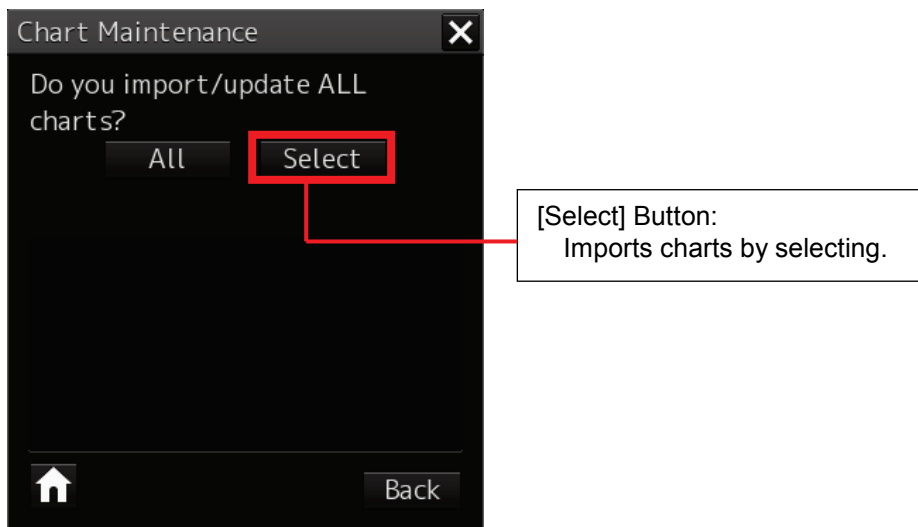 Chart Maintenance
Do you import/update ALL
charts?
All
Select
[Select] Button:
Imports charts by selecting.
Back